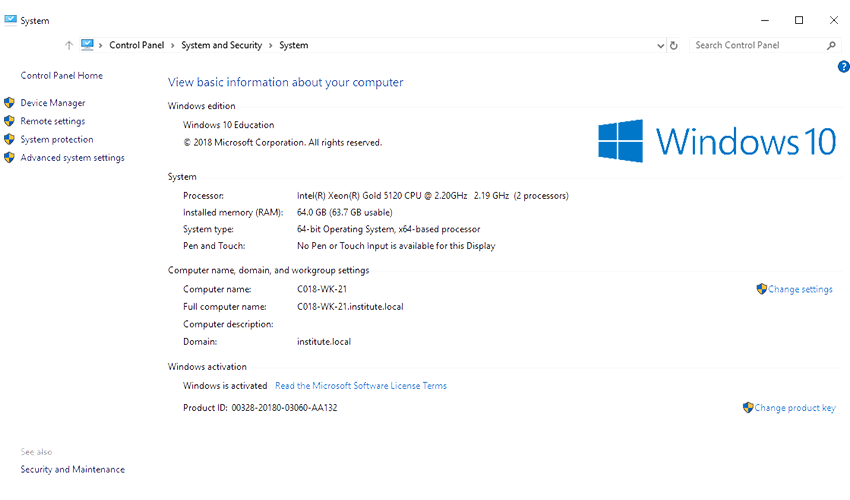 System
Control Panel > System and Security > System
Search Control Panel
Control Panel Home
Device Manager
Remote settings
System protection
Advanced system settings
View basic information about your computer
Windows edition
Windows 10 Education
© 2018 Microsoft Corporation. All rights reserved.
Windows 10
System
Processor: Intel(R) Xeon(R) Gold 5120 CPU @ 2.20GHz 2.19 GHz (2 processors)
Installed memory (RAM): 64.0 GB (63.7 GB usable)
System type: 64-bit Operating System, x64-based processor
Pen and Touch: No Pen or Touch Input is available for this Display
Computer name, domain, and workgroup settings
Computer name: C018-WK-21
Change settings
Full computer name: C018-WK-21.institute.local
Computer description:
Domain: institute.local
Windows activation
Windows is activated Read the Microsoft Software License Terms
Product ID: 00328-20180-03060-AA132
Change product key
See also
Security and Maintenance